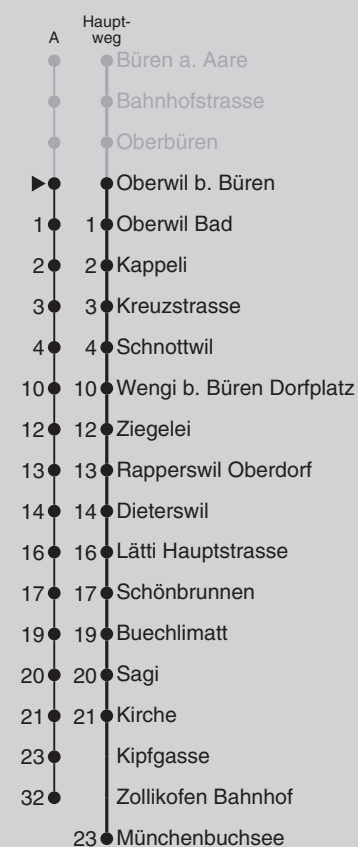 A Haupt-
weg
Büren a. Aare
Bahnhofstrasse
Oberbüren
Oberwil b. Büren
1 1 Oberwil Bad
2 2 Kappeli
3 3 Kreuzstrasse
4 4 Schnottwil
10 10 Wengi b. Büren Dorfplatz
12 12 Ziegelei
13 13 Rapperswil Oberdorf
14 14 Dieterswil
16 16 Lätti Hauptstrasse
17 17 Schönbrunnen
19 19 Buechlimatt
20 20 Sagi
21 21 Kirche
23 Kipfgasse
32 Zollikofen Bahnhof
23 Münchenbuchsee